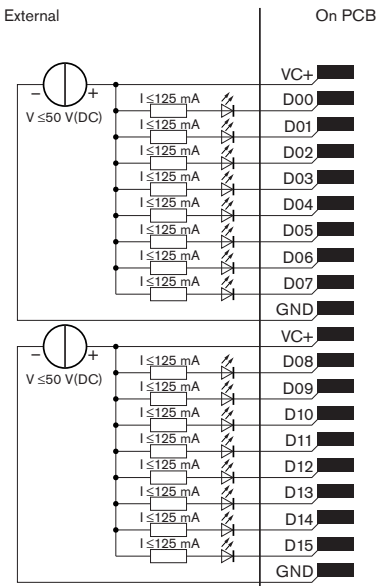 External On PCB
VC+
– +
V ≤50 V(DC)
I ≤125 mA D00
I ≤125 mA D01
I ≤125 mA D02
I ≤125 mA D03
I ≤125 mA D04
I ≤125 mA D05
I ≤125 mA D06
I ≤125 mA D07
GND
VC+
– +
V ≤50 V(DC)
I ≤125 mA D08
I ≤125 mA D09
I ≤125 mA D10
I ≤125 mA D11
I ≤125 mA D12
I ≤125 mA D13
I ≤125 mA D14
I ≤125 mA D15
GND